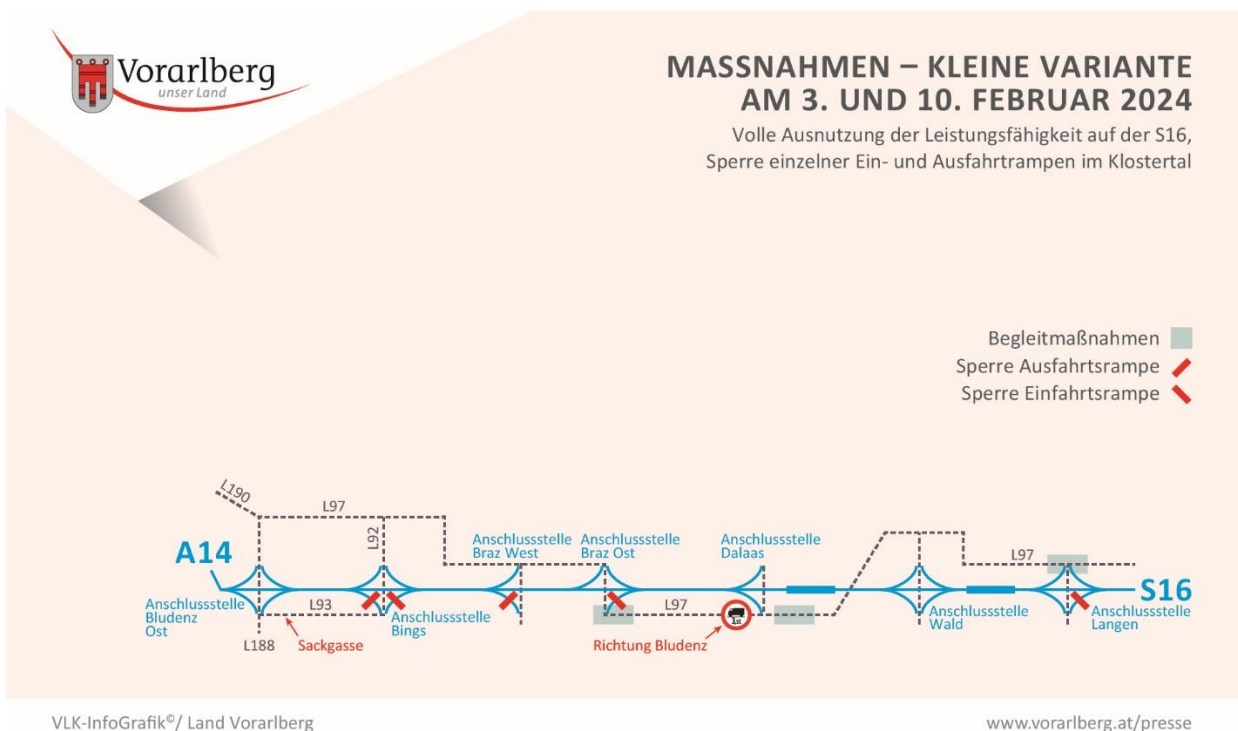 Vorarlberg
unser Land
MASSNAHMEN – KLEINE VARIANTE
AM 3. UND 10. FEBRUAR 2024
Volle Ausnutzung der Leistungsfähigkeit auf der S16,
Sperre einzelner Ein- und Ausfahrtrampen im Klostertal
Begleitmaßnahmen
Sperre Ausfahrtsrampe
Sperre Einfahrtsrampe
L190
L97
L92
A14
Anschlussstelle
Braz West
Anschlussstelle
Braz Ost
Anschlussstelle
Dalaas
L97
S16
Anschlussstelle
Bludenz
Ost
L93
L188
Sackgasse
Anschlussstelle
Bings
L97
1st
Richtung Bludenz
Anschlussstelle
Wald
Anschlussstelle
Langen
VLK-InfoGrafik©/ Land Vorarlberg
www.vorarlberg.at/presse